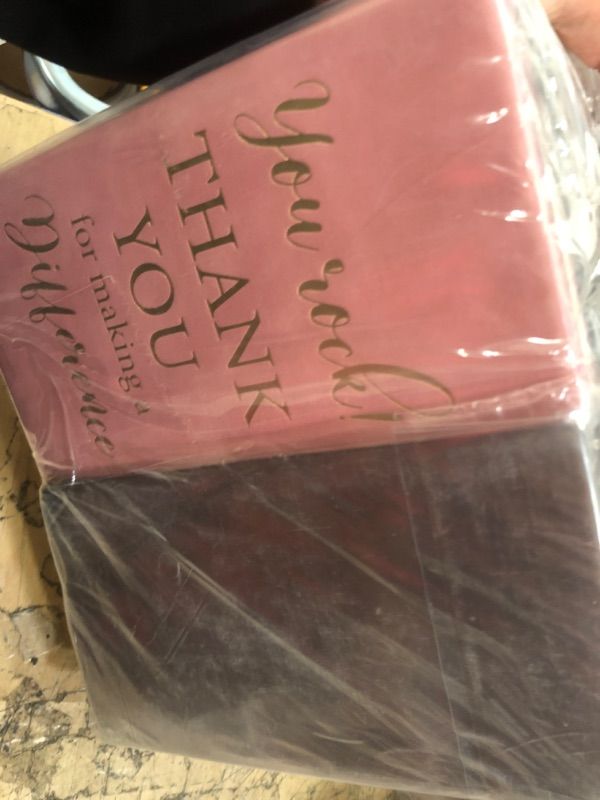 You rock!
THANK
YOU
for making a
Difference